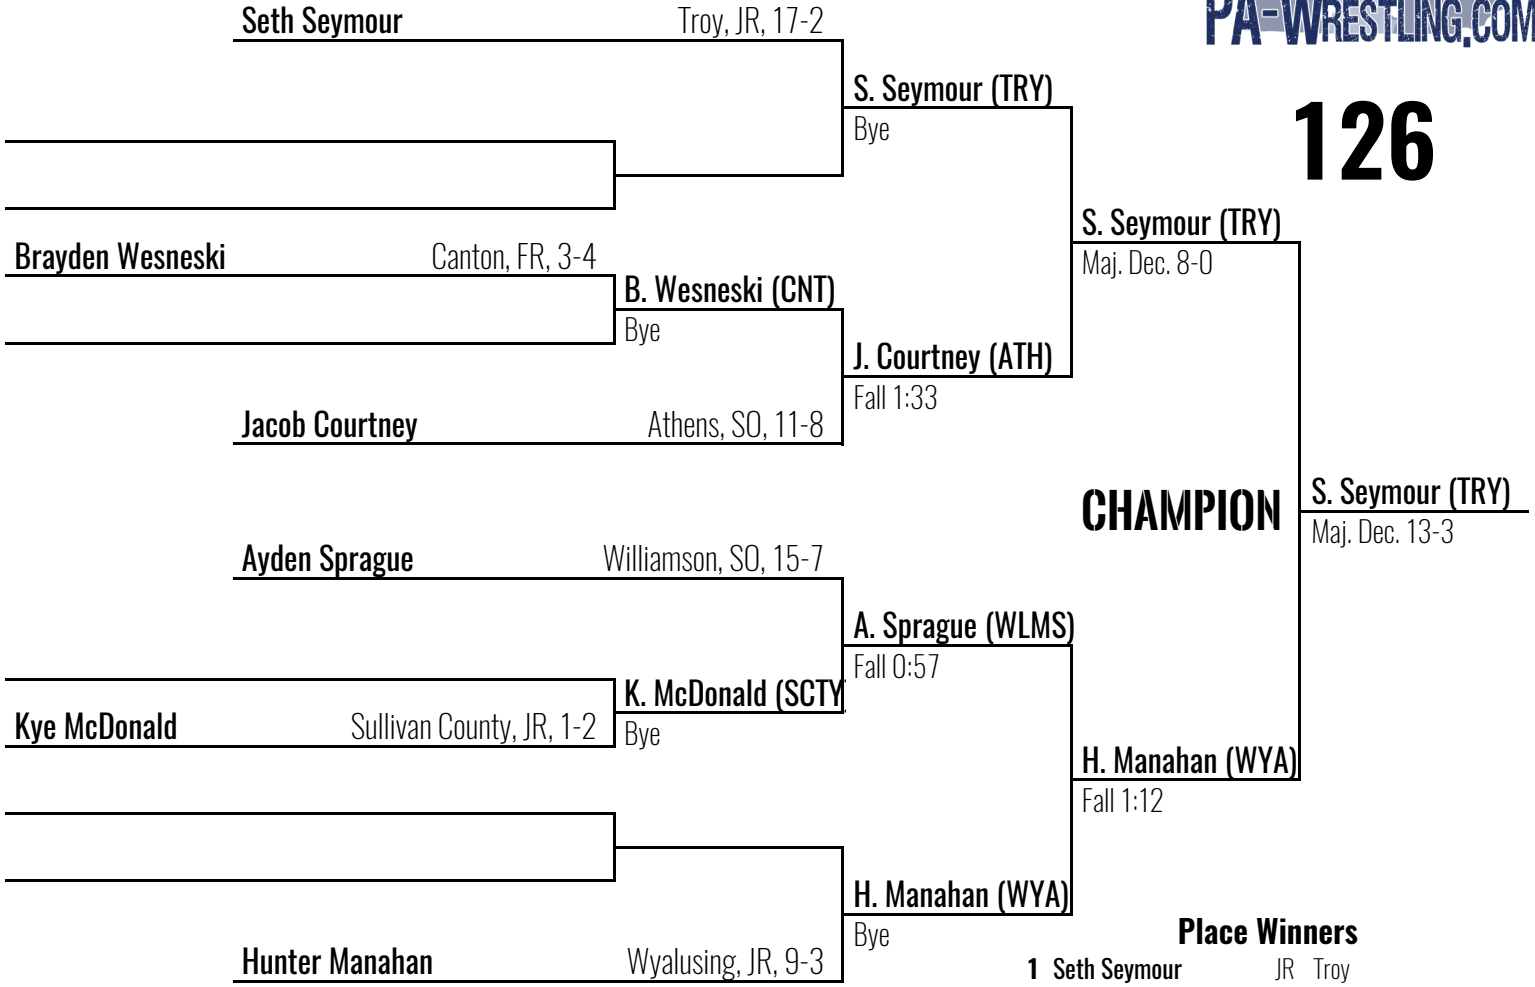 PA-WRESTLING.COM
126
Seth Seymour Troy, JR, 17-2
S. Seymour (TRY)
Bye
S. Seymour (TRY)
Maj. Dec. 8-0
Brayden Wesneski Canton, FR, 3-4
B. Wesneski (CNT)
Bye
J. Courtney (ATH)
Fall 1:33
Jacob Courtney Athens, SO, 11-8
CHAMPION
S. Seymour (TRY)
Maj. Dec. 13-3
Ayden Sprague Williamson, SO, 15-7
A. Sprague (WLMS)
Fall 0:57
K. McDonald (SCTY
Bye
Kye McDonald Sullivan County, JR, 1-2
H. Manahan (WYA)
Fall 1:12
H. Manahan (WYA)
Bye
Hunter Manahan Wyalusing, JR, 9-3
Place Winners
1 Seth Seymour JR Troy